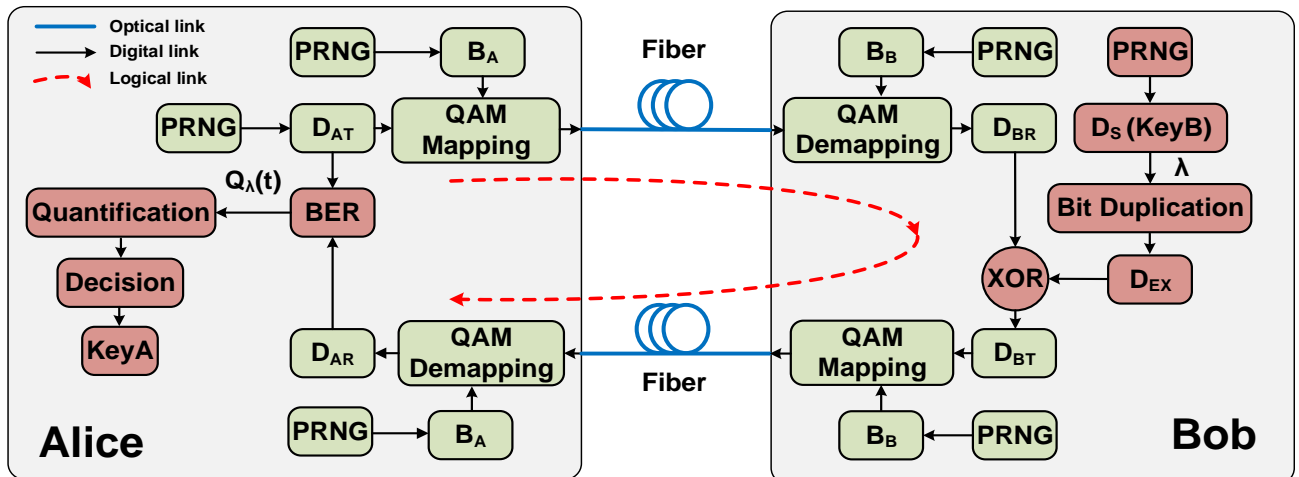 Optical link
Digital link
Logical link
PRNG
B_A
PRNG
D_AT
QAM
Mapping
Q_λ(t)
Quantification
BER
Decision
KeyA
D_AR
QAM
Demapping
PRNG
B_A
Alice
Fiber
Fiber
B_B
PRNG
PRNG
QAM
Demapping
D_BR
D_S (KeyB)
λ
Bit Duplication
XOR
D_EX
QAM
Mapping
D_BT
B_B
PRNG
Bob